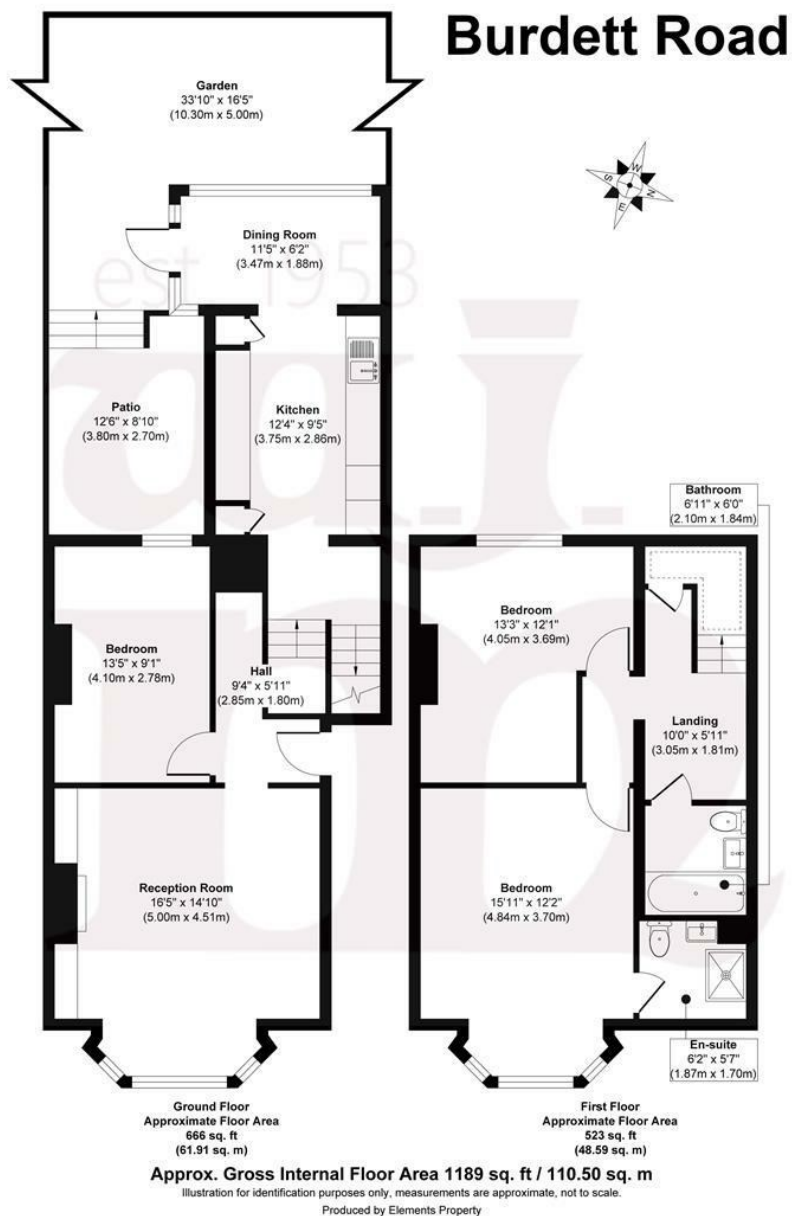 Burdett Road
Garden
33'10" x 16'5"
(10.30m x 5.00m)
W
S
N
E
Dining Room
11'5" x 6'2"
(3.47m x 1.88m)
est. 1953
Patio
12'6" x 8'10"
(3.80m x 2.70m)
Kitchen
12'4" x 9'5"
(3.75m x 2.86m)
Bathroom
6'11" x 6'0"
(2.10m x 1.84m)
Bedroom
13'5" x 9'1"
(4.10m x 2.78m)
Hall
9'4" x 5'11"
(2.85m x 1.80m)
Bedroom
13'3" x 12'1"
(4.05m x 3.69m)
Landing
10'0" x 5'11"
(3.05m x 1.81m)
Reception Room
16'5" x 14'10"
(5.00m x 4.51m)
Bedroom
15'11" x 12'2"
(4.84m x 3.70m)
En-suite
6'2" x 5'7"
(1.87m x 1.70m)
Ground Floor
Approximate Floor Area
666 sq. ft
(61.91 sq. m)
First Floor
Approximate Floor Area
523 sq. ft
(48.59 sq. m)
Approx. Gross Internal Floor Area 1189 sq. ft / 110.50 sq. m
Illustration for identification purposes only, measurements are approximate, not to scale.
Produced by Elements Property